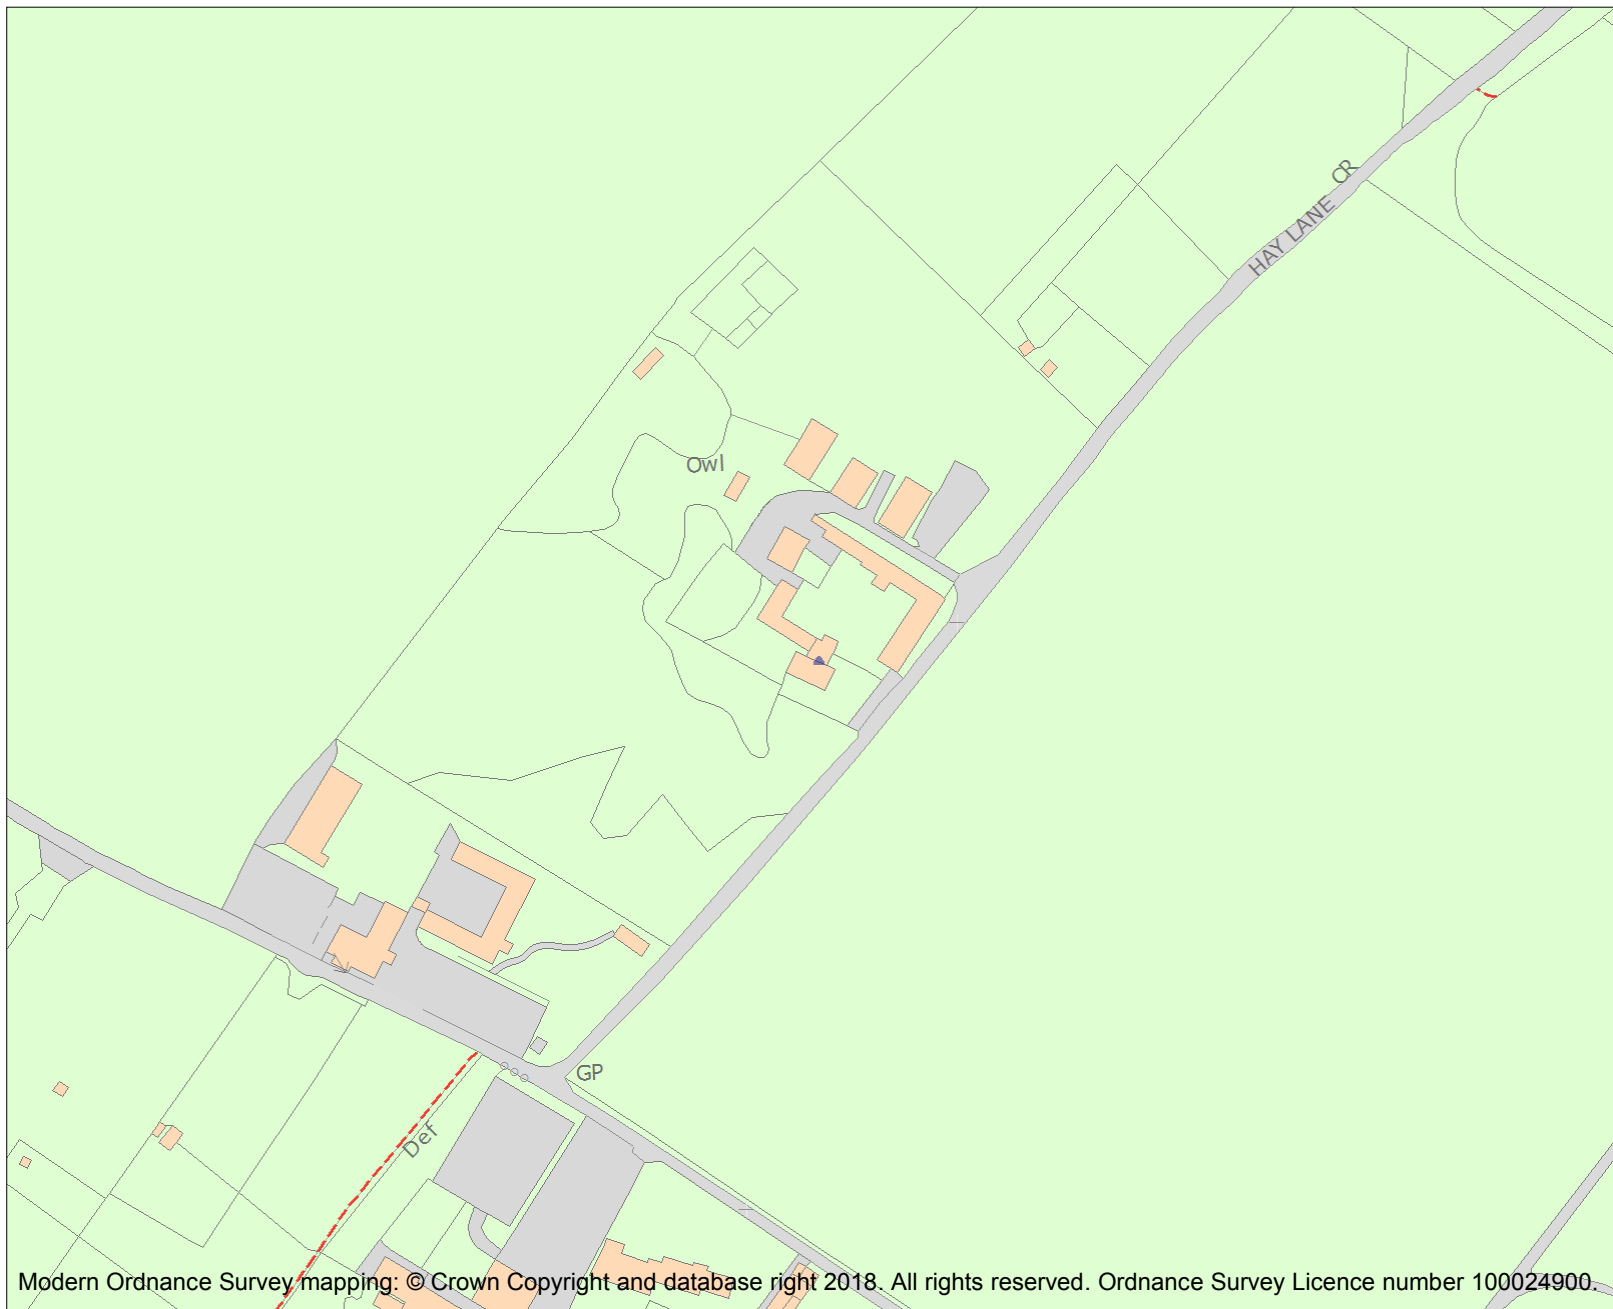 HAY LANE CR
Owl
GP
Def
Modern Ordnance Survey mapping: © Crown Copyright and database right 2018. All rights reserved. Ordnance Survey Licence number 100024900.